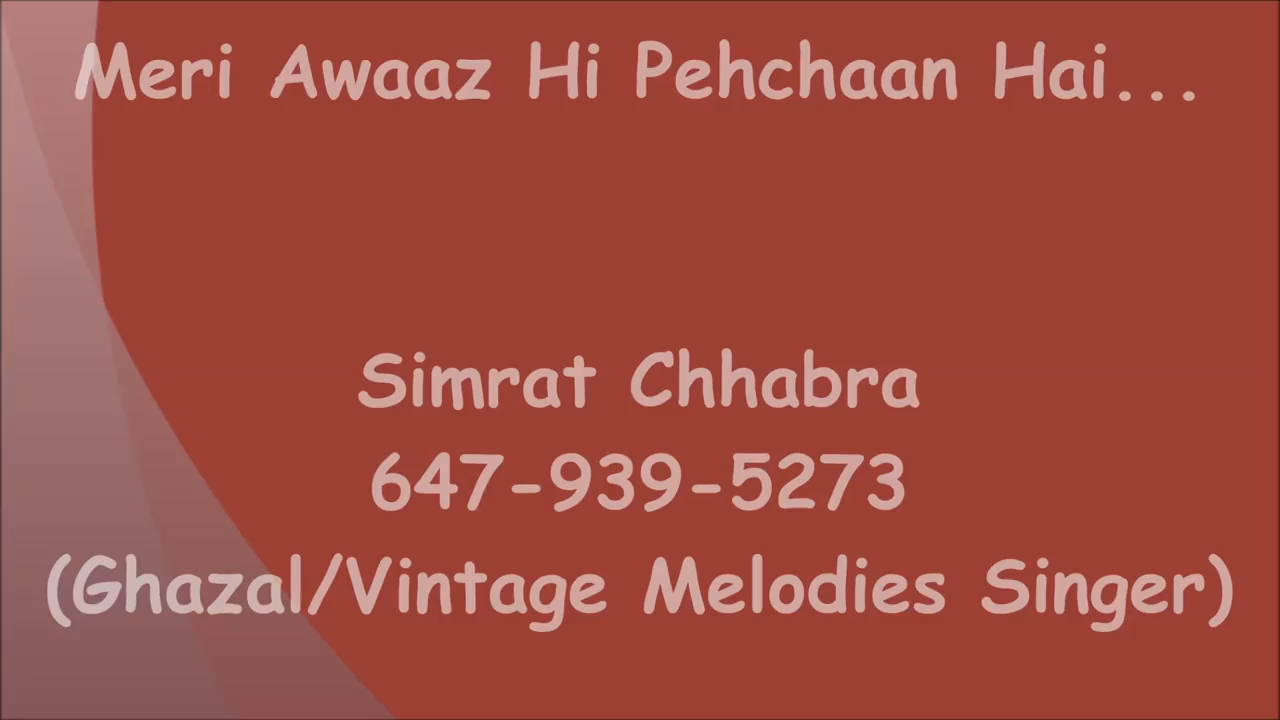 Meri Awaaz Hi Pehchaan Hai...
Simrat Chhabra
647-939-5273
(Ghazal/Vintage Melodies Singer)